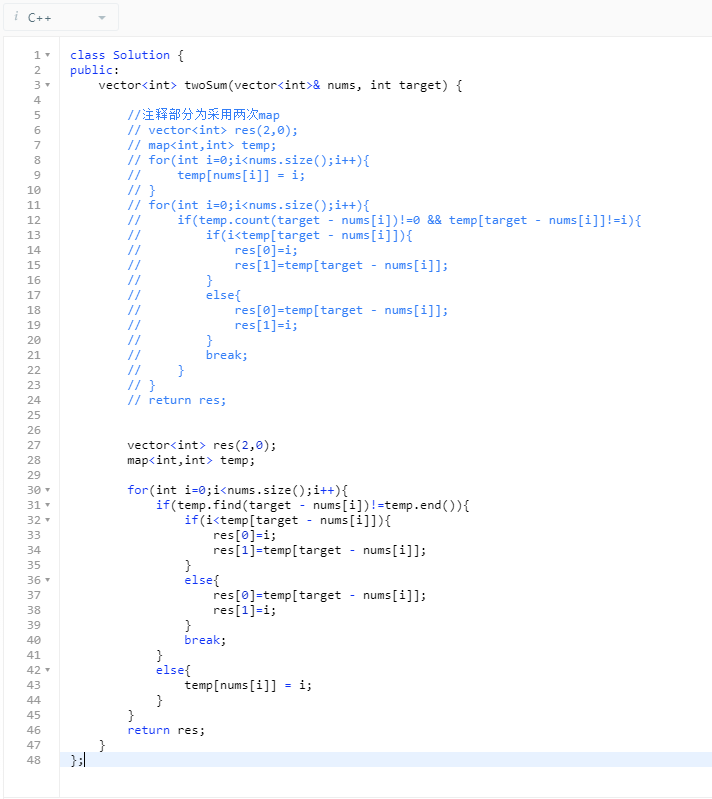 i C++
1 class Solution {
2 public:
3     vector<int> twoSum(vector<int>& nums, int target) {
4
5         //注释部分为采用两次map
6         // vector<int> res(2,0);
7         // map<int,int> temp;
8         // for(int i=0;i<nums.size();i++){
9         //     temp[nums[i]] = i;
10         // }
11         // for(int i=0;i<nums.size();i++){
12         //     if(temp.count(target - nums[i])!=0 && temp[target - nums[i]]!=i){
13         //         if(i<temp[target - nums[i]]){
14         //             res[0]=i;
15         //             res[1]=temp[target - nums[i]];
16         //         }
17         //         else{
18         //             res[0]=temp[target - nums[i]];
19         //             res[1]=i;
20         //         }
21         //         break;
22         //     }
23         // }
24         // return res;
25
26
27         vector<int> res(2,0);
28         map<int,int> temp;
29
30         for(int i=0;i<nums.size();i++){
31             if(temp.find(target - nums[i])!=temp.end()){
32                 if(i<temp[target - nums[i]]){
33                     res[0]=i;
34                     res[1]=temp[target - nums[i]];
35                 }
36                 else{
37                     res[0]=temp[target - nums[i]];
38                     res[1]=i;
39                 }
40                 break;
41             }
42             else{
43                 temp[nums[i]] = i;
44             }
45         }
46         return res;
47     }
48 };